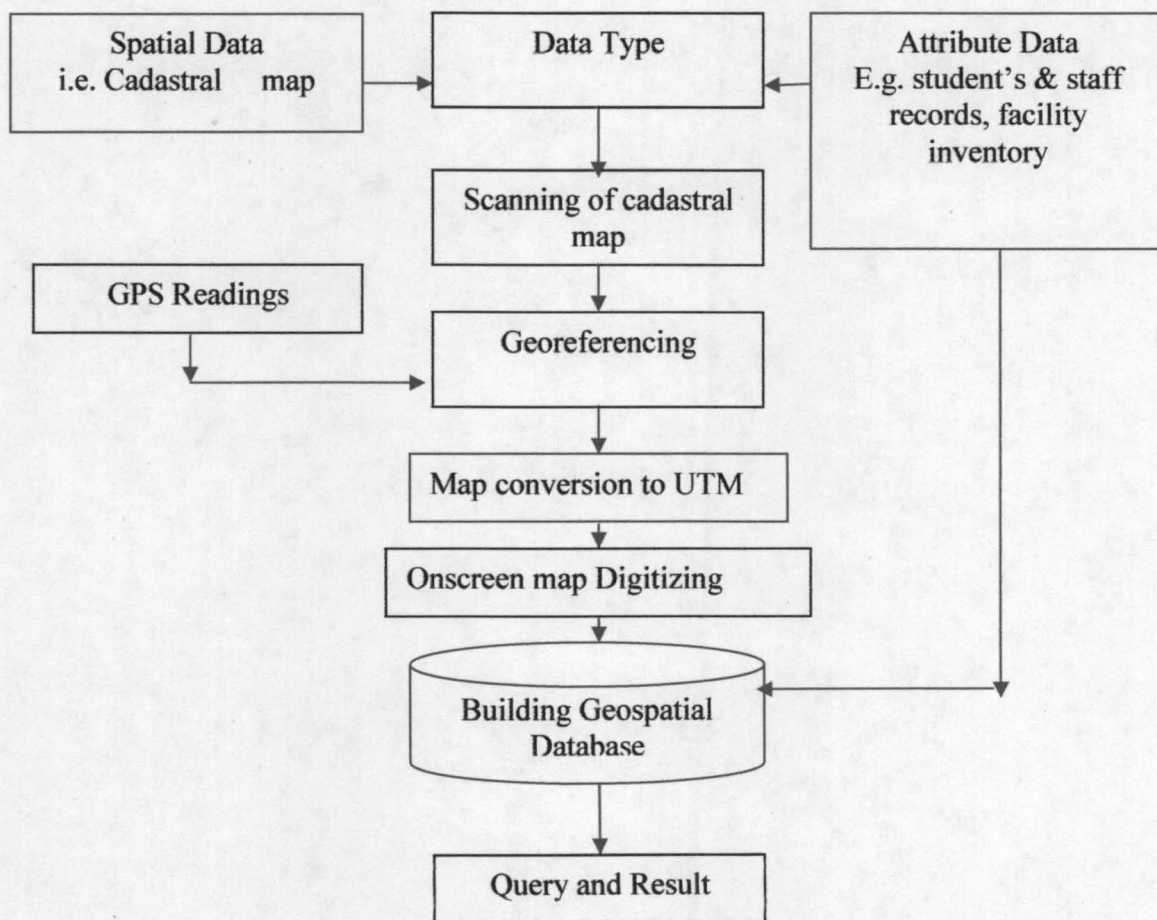 Spatial Data
i.e. Cadastral map
Data Type
Attribute Data
E.g. student's & staff
records, facility
inventory
Scanning of cadastral
map
GPS Readings
Georeferencing
Map conversion to UTM
Onscreen map Digitizing
Building Geospatial
Database
Query and Result